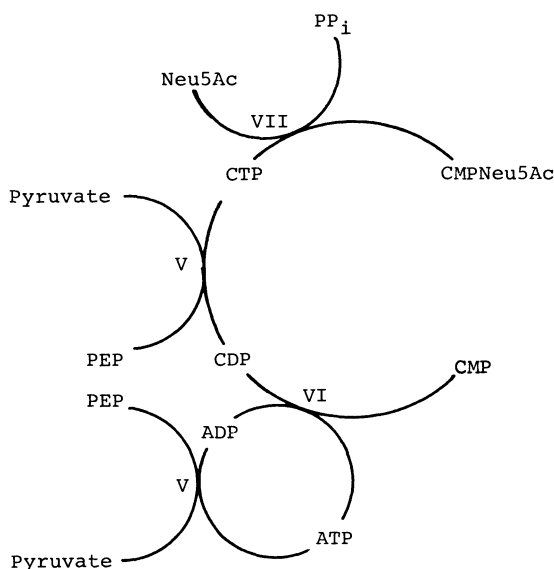 PPi
Neu5Ac
VII
CTP
CMPNeu5Ac
Pyruvate
V
PEP
CDP
CMP
PEP
VI
ADP
V
ATP
Pyruvate